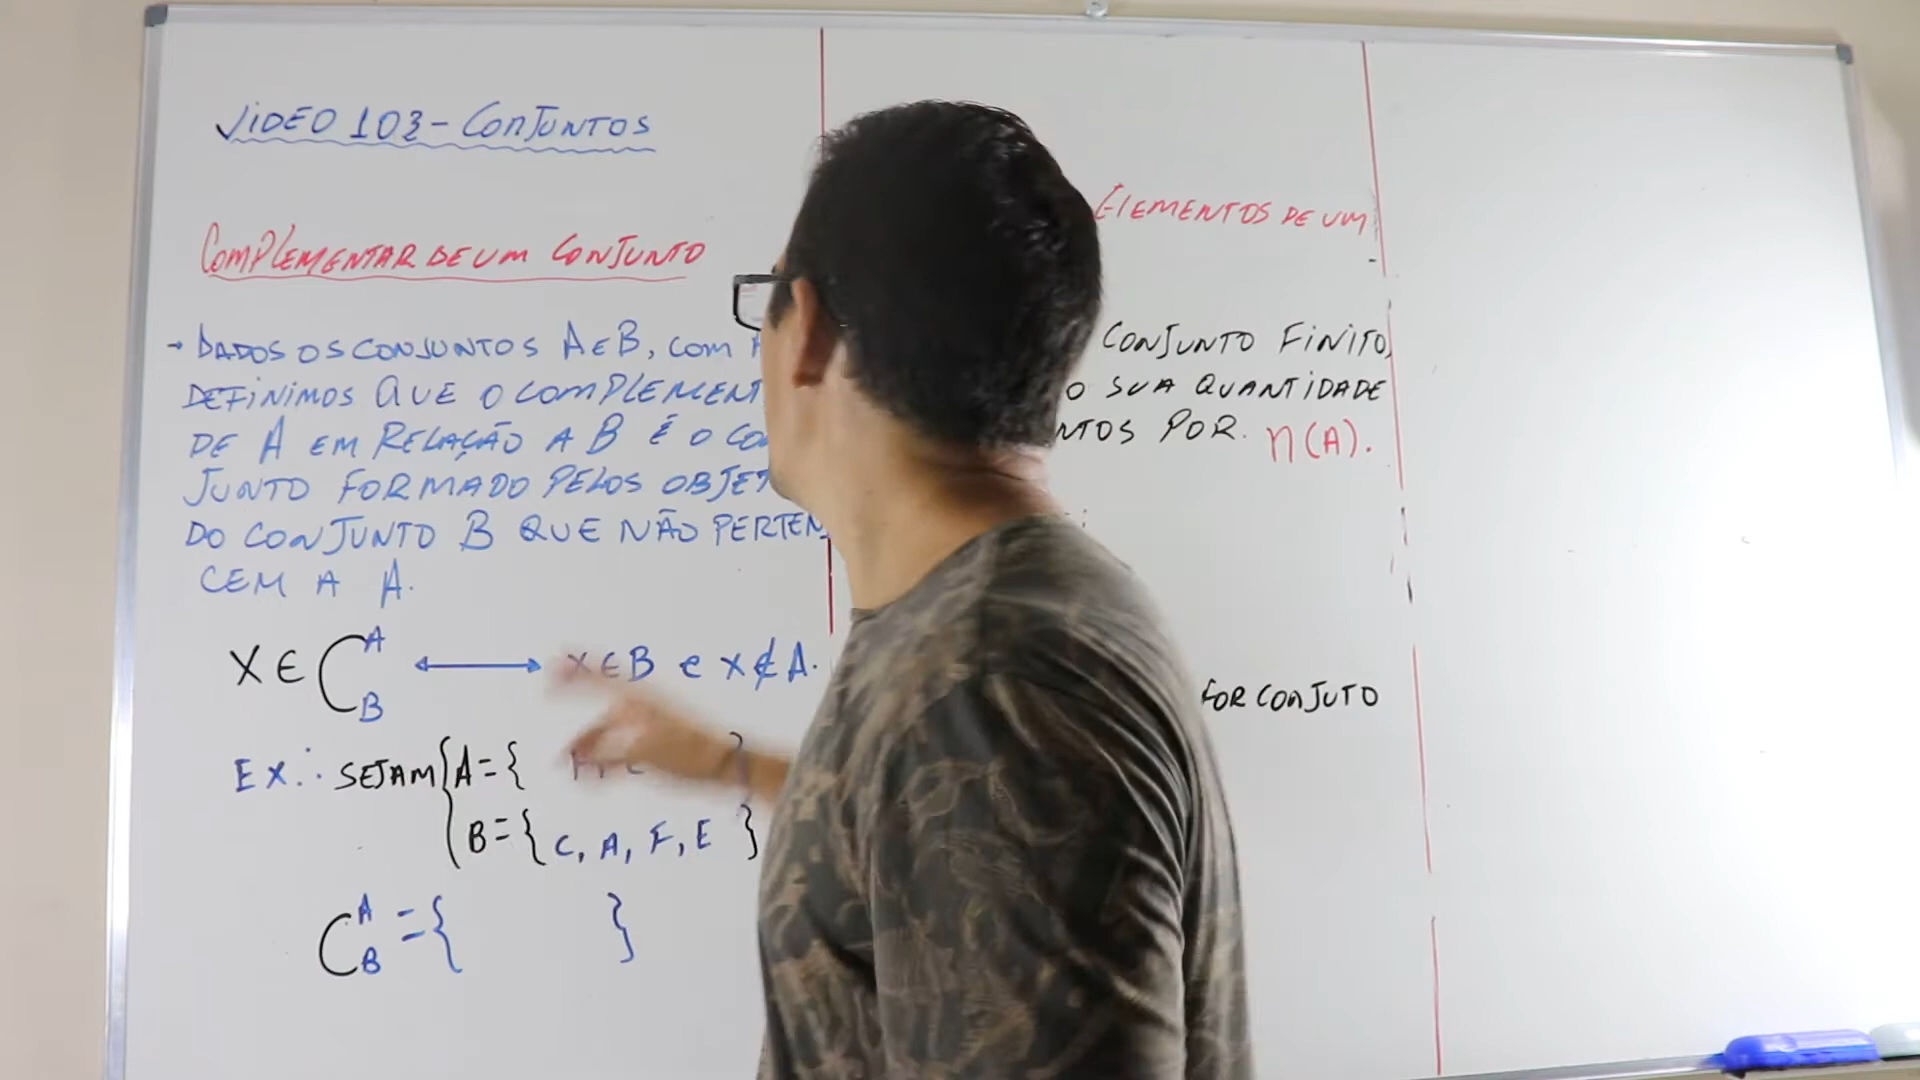 VIDEO 103 - CONJUNTOS
COMPLEMENTAR DE UM CONJUNTO
→ DADOS OS CONJUNTOS A E B, COM
DEFINIMOS QUE O COMPLEMENT
DE A EM RELAÇÃO A B É O CON
JUNTO FORMADO PELOS OBJET
DO CONJUNTO B QUE NÃO PERTEN
CEM A A.
X ∈ C A B ↔ X ∈ B e X ∉ A.
EX.: SEJAM { A = { }
B = { C, A, F, E }
C A B = { }
ELEMENTOS DE UM
CONJUNTO FINITO,
O SUA QUANTIDADE
NTOS POR. n(A).
FOR CONJUTO